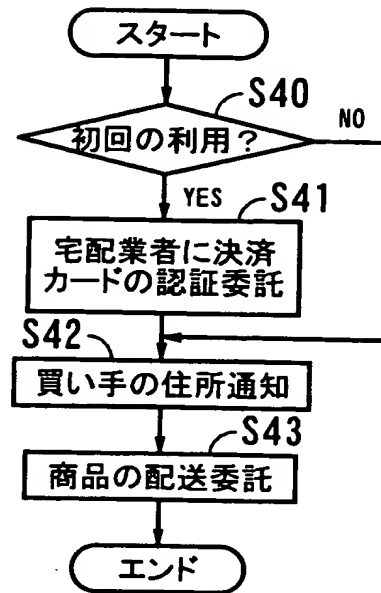 スタート
S40
初回の利用?
NO
YES
S41
宅配業者に決済
カードの認証委託
S42
買い手の住所通知
S43
商品の配送委託
エンド